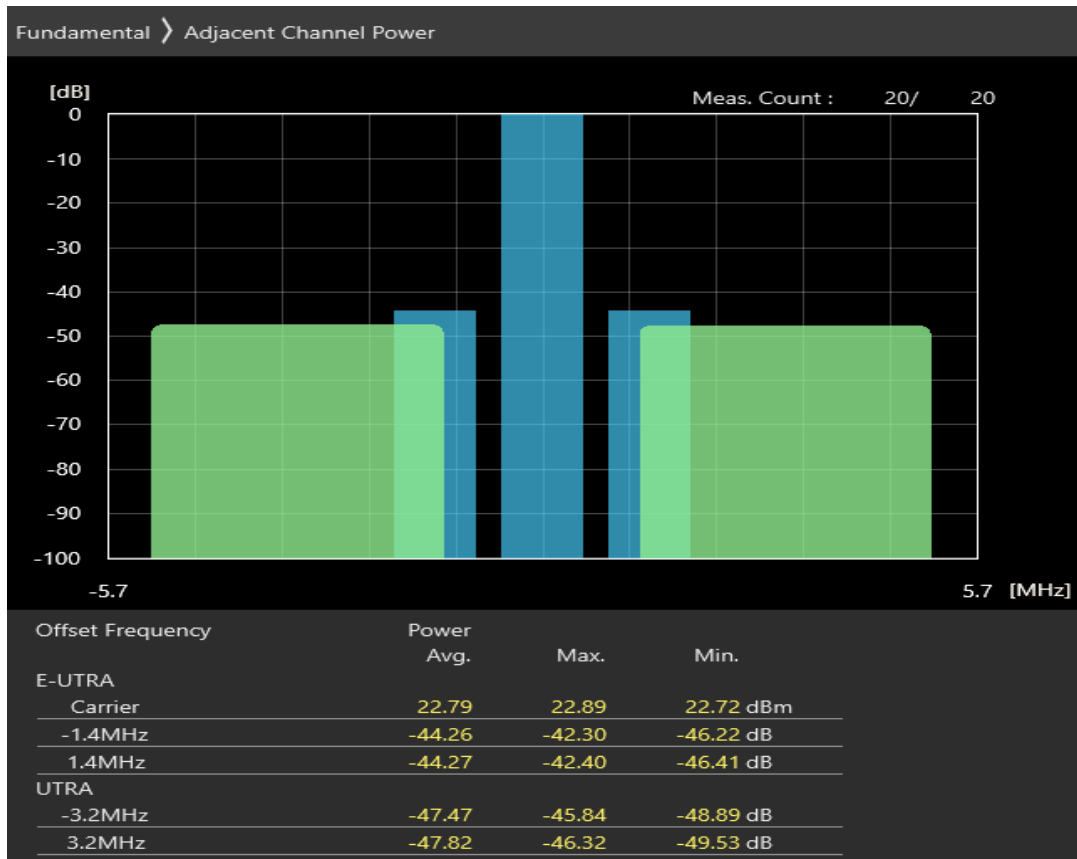 Fundamental 〉 Adjacent Channel Power
[dB]
Meas. Count : 20/ 20
0
-10
-20
-30
-40
-50
-60
-70
-80
-90
-100
-5.7 5.7 [MHz]
Offset Frequency Power
Avg. Max. Min.
E-UTRA
Carrier 22.79 22.89 22.72 dBm
-1.4MHz -44.26 -42.30 -46.22 dB
1.4MHz -44.27 -42.40 -46.41 dB
UTRA
-3.2MHz -47.47 -45.84 -48.89 dB
3.2MHz -47.82 -46.32 -49.53 dB